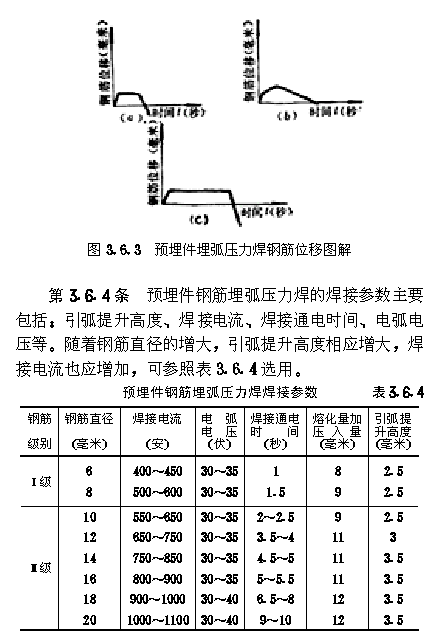 钢筋位移(毫米)
时间t(秒)
(a)
钢筋位移(毫米)
时间t(秒)
(b)
钢筋位移(毫米)
时间t(秒)
(c)
图 3.6.3 预埋件埋弧压力焊钢筋位移图解
第3.6.4条 预埋件钢筋埋弧压力焊的焊接参数主要
包括：引弧提升高度、焊接电流、焊接通电时间、电弧电
压等。随着钢筋直径的增大，引弧提升高度相应增大，焊
接电流也应增加，可参照表3.6.4选用。
预埋件钢筋埋弧压力焊焊接参数 表3.6.4
钢筋 钢筋直径 焊接电流 电弧 焊接通电 熔化量加 引弧提
电压 时间 压入量 升高度
级别 (毫米) (安) (伏) (秒) (毫米) (毫米)
Ⅰ级 6 400～450 30～35 1 8 2.5
8 500～600 30～35 1.5 9 2.5
Ⅱ级 10 550～650 30～35 2～2.5 9 2.5
12 650～750 30～35 3.5～4 11 3
14 750～850 30～35 4.5～5 11 3.5
16 800～900 30～35 5～5.5 11 3.5
18 900～1000 30～40 6.5～8 12 3.5
20 1000～1100 30～40 9～10 12 3.5